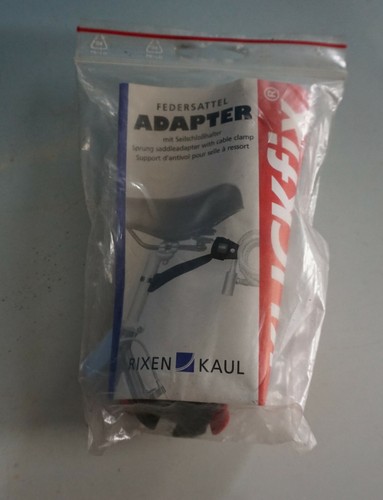 FEDERSATTEL
ADAPTER
mit Seilschloßhalter
Sprung saddleadapter with cable clamp
Support d'antivol pour selle à ressort
KLICKfix®
RIXEN KAUL